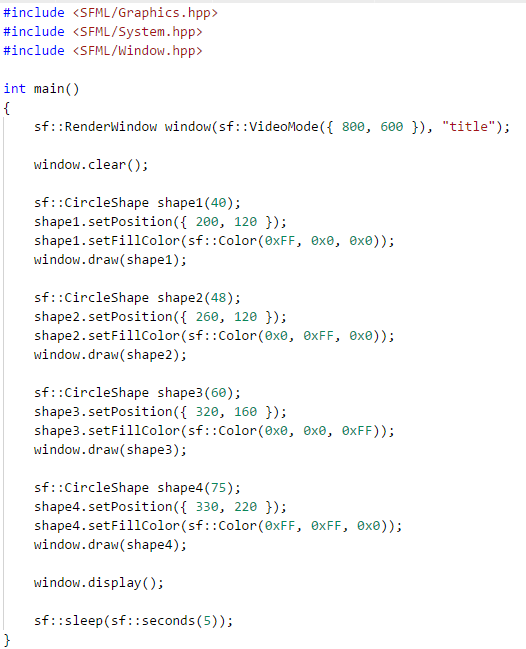 #include <SFML/Graphics.hpp>
#include <SFML/System.hpp>
#include <SFML/Window.hpp>

int main()
{
    sf::RenderWindow window(sf::VideoMode({ 800, 600 }), "title");

    window.clear();

    sf::CircleShape shape1(40);
    shape1.setPosition({ 200, 120 });
    shape1.setFillColor(sf::Color(0xFF, 0x0, 0x0));
    window.draw(shape1);

    sf::CircleShape shape2(48);
    shape2.setPosition({ 260, 120 });
    shape2.setFillColor(sf::Color(0x0, 0xFF, 0x0));
    window.draw(shape2);

    sf::CircleShape shape3(60);
    shape3.setPosition({ 320, 160 });
    shape3.setFillColor(sf::Color(0x0, 0x0, 0xFF));
    window.draw(shape3);

    sf::CircleShape shape4(75);
    shape4.setPosition({ 330, 220 });
    shape4.setFillColor(sf::Color(0xFF, 0xFF, 0x0));
    window.draw(shape4);

    window.display();

    sf::sleep(sf::seconds(5));
}